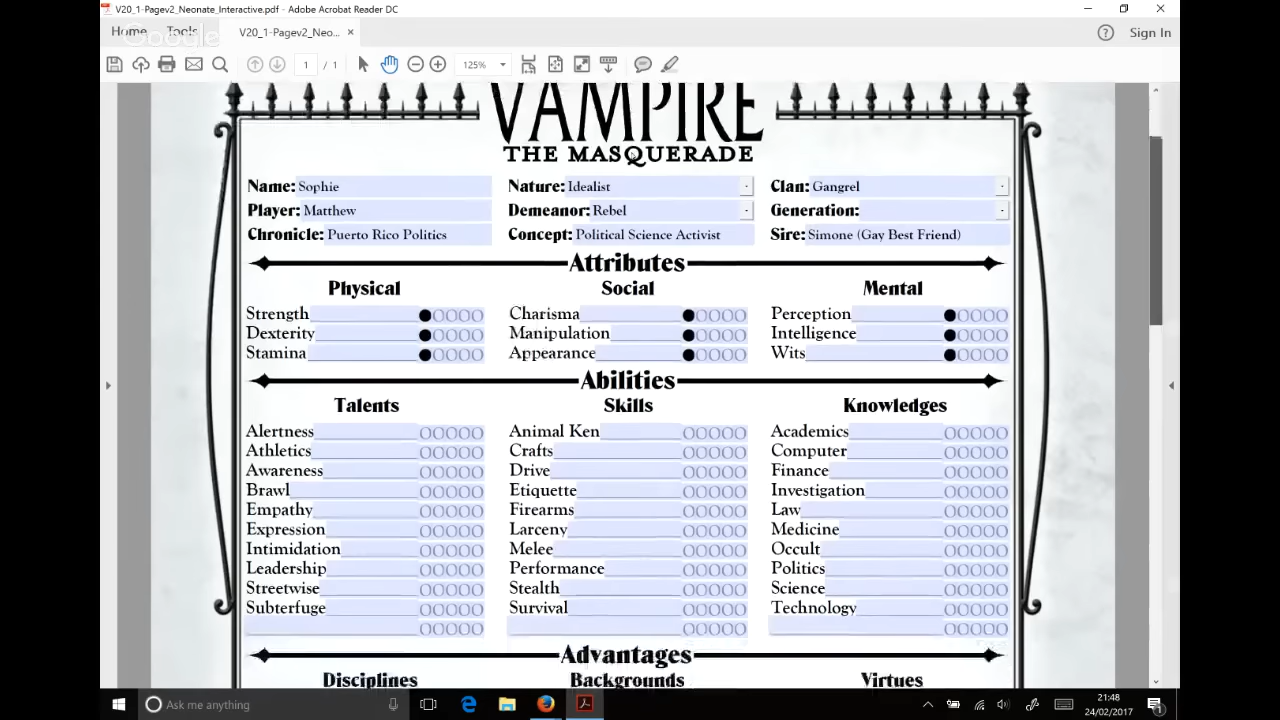 V20_1-Pagev2_Neonate_Interactive.pdf - Adobe Acrobat Reader DC
Home Tools V20_1-Pagev2_Neo... × ? Sign In
Google
1 / 1 125%
VAMPIRE
THE MASQUERADE
Name: Sophie Nature: Idealist Clan: Gangrel
Player: Matthew Demeanor: Rebel Generation:
Chronicle: Puerto Rico Politics Concept: Political Science Activist Sire: Simone (Gay Best Friend)
Attributes
Physical Social Mental
Strength Charisma Perception
Dexterity Manipulation Intelligence
Stamina Appearance Wits
Abilities
Talents Skills Knowledges
Alertness Animal Ken Academics
Athletics Crafts Computer
Awareness Drive Finance
Brawl Etiquette Investigation
Empathy Firearms Law
Expression Larceny Medicine
Intimidation Melee Occult
Leadership Performance Politics
Streetwise Stealth Science
Subterfuge Survival Technology
Advantages
Disciplines Backgrounds Virtues
Ask me anything 21:48
24/02/2017 1